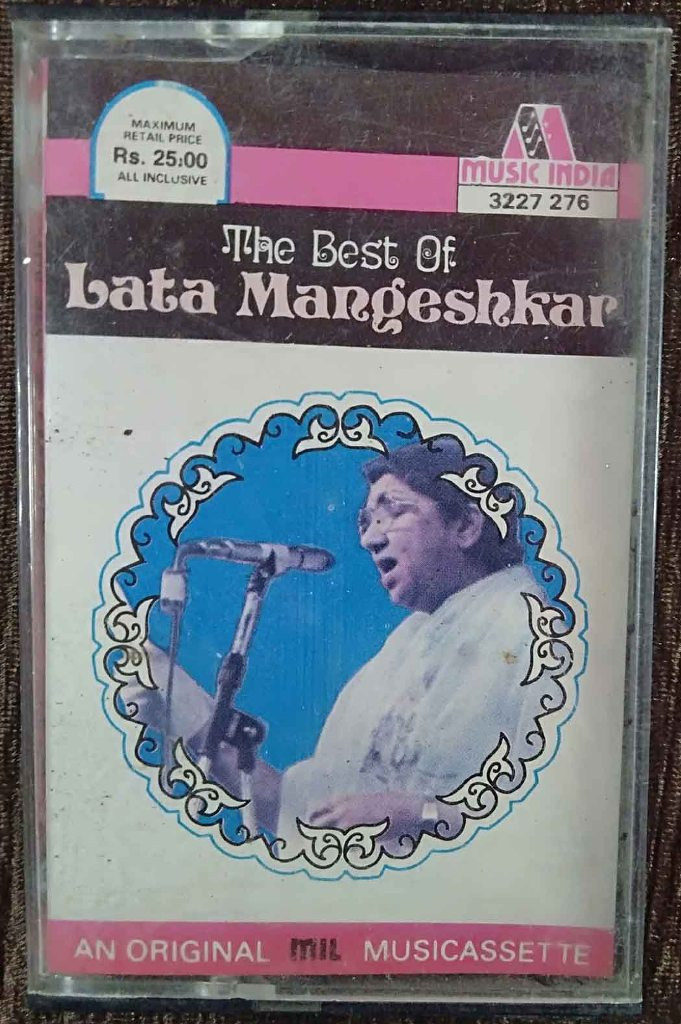 MAXIMUM
RETAIL PRICE
Rs. 25:00
ALL INCLUSIVE
MUSIC INDIA
3227 276
The Best Of
Lata Mangeshkar
AN ORIGINAL MIL MUSICASSETTE